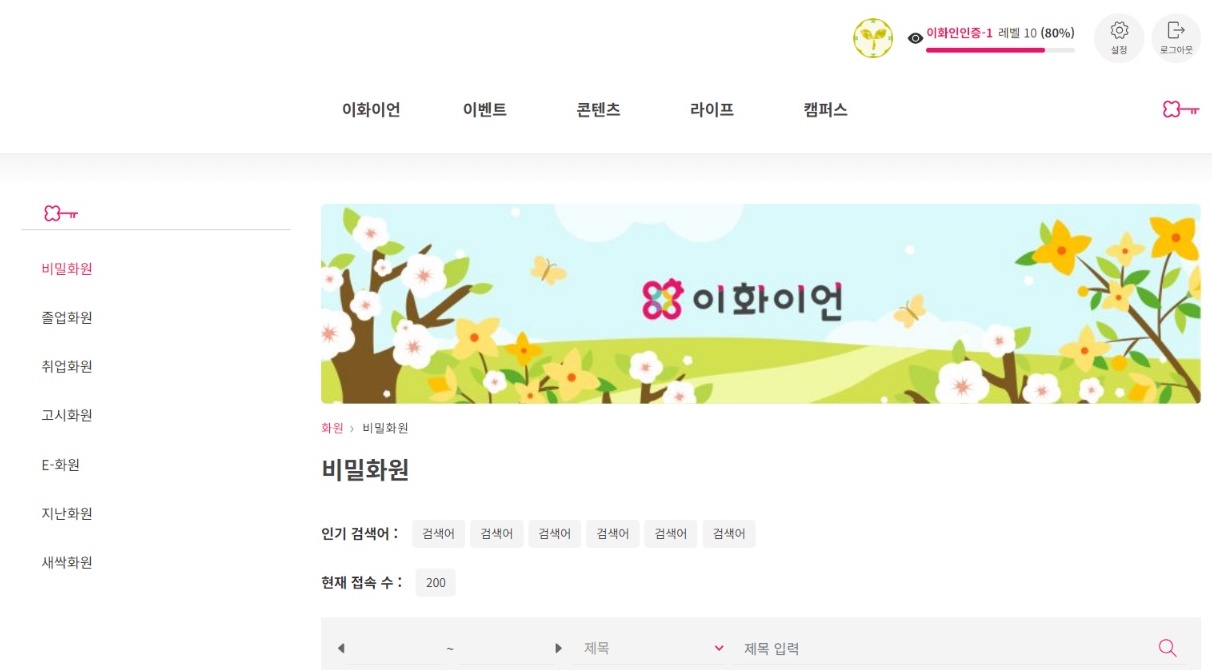 이화인인증-1 레벨 10 (80%)
설정
로그아웃
이화이언 이벤트 콘텐츠 라이프 캠퍼스
비밀화원
졸업화원
취업화원
고시화원
E-화원
지난화원
새싹화원
이화이언
화원 › 비밀화원
비밀화원
인기 검색어 : 검색어 검색어 검색어 검색어 검색어 검색어
현재 접속 수 : 200
~ 제목 제목 입력